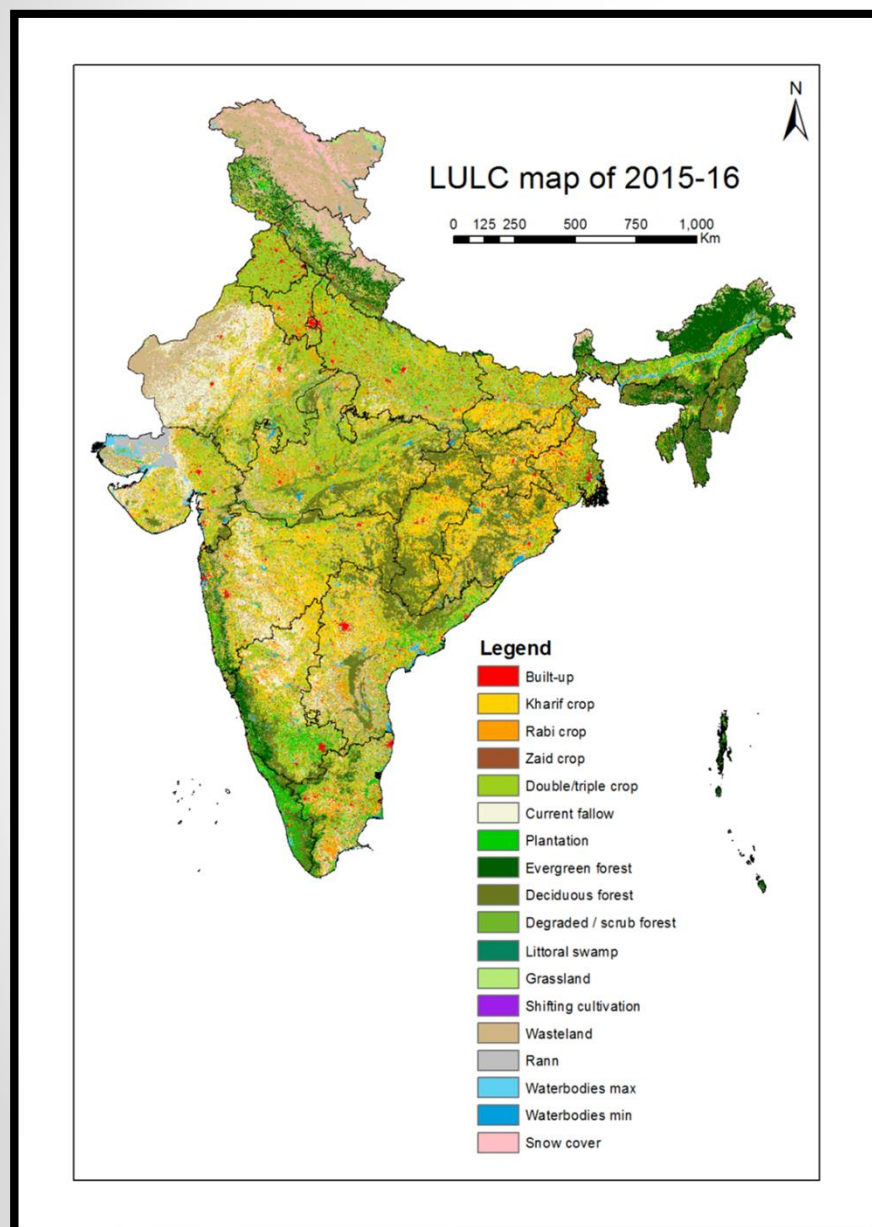 N
LULC map of 2015-16
0 125 250 500 750 1,000
Km
Legend
Built-up
Kharif crop
Rabi crop
Zaid crop
Double/triple crop
Current fallow
Plantation
Evergreen forest
Deciduous forest
Degraded / scrub forest
Littoral swamp
Grassland
Shifting cultivation
Wasteland
Rann
Waterbodies max
Waterbodies min
Snow cover